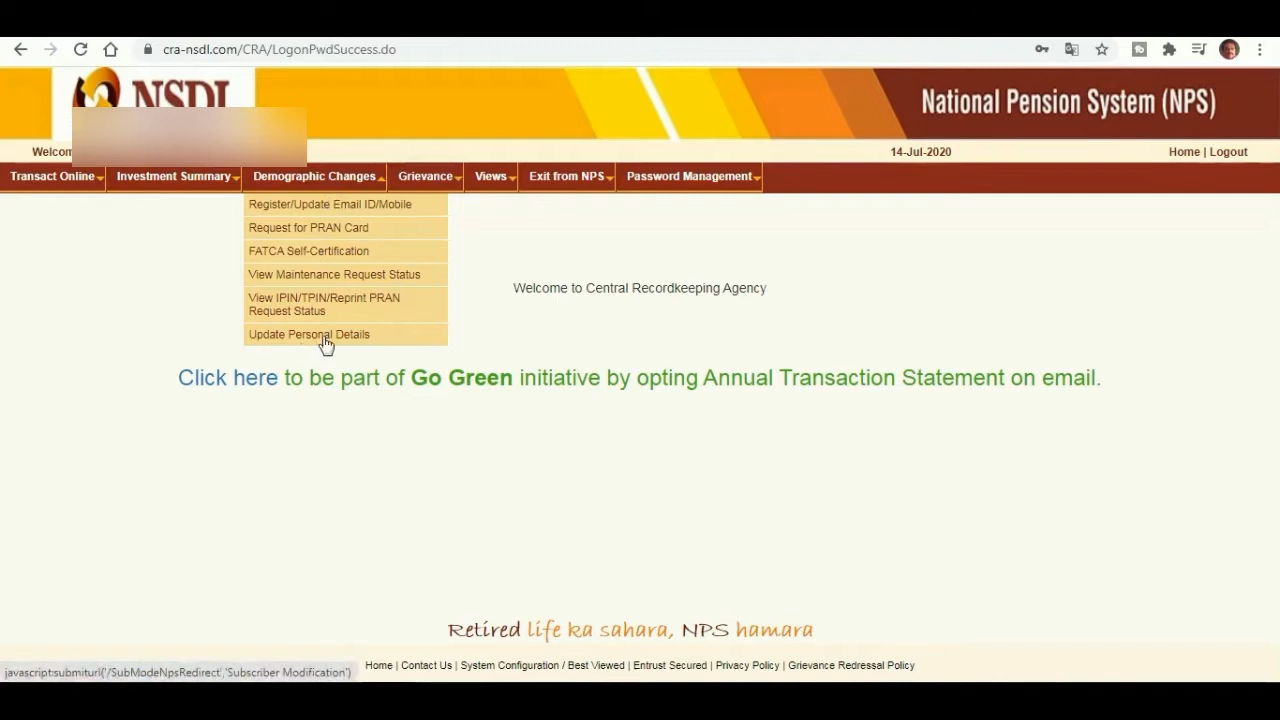 cra-nsdl.com/CRA/LogonPwdSuccess.do
NSDL
National Pension System (NPS)
14-Jul-2020
Home | Logout
Transact Online
Investment Summary
Demographic Changes
Grievance
Views
Exit from NPS
Password Management
Register/Update Email ID/Mobile
Request for PRAN Card
FATCA Self-Certification
View Maintenance Request Status
View IPIN/TPIN/Reprint PRAN
Request Status
Update Personal Details
Welcome to Central Recordkeeping Agency
Click here to be part of Go Green initiative by opting Annual Transaction Statement on email.
Retired life ka sahara, NPS hamara
Home | Contact Us | System Configuration / Best Viewed | Entrust Secured | Privacy Policy | Grievance Redressal Policy
javascript:submiturl('/SubModeNpsRedirect','Subscriber Modification')